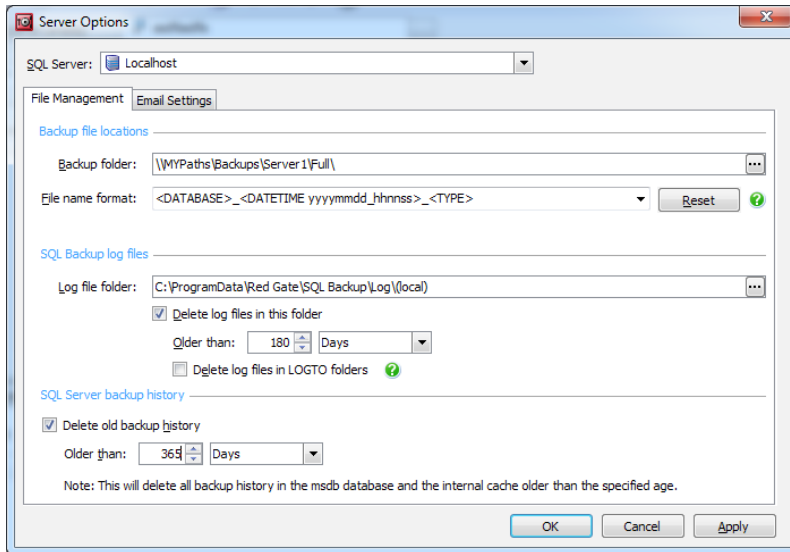 Server Options
SQL Server: Localhost
File Management Email Settings
Backup file locations
Backup folder: \\MYPaths\Backups\Server1\Full\ ...
File name format: <DATABASE>_<DATETIME yyyymmdd_hhnnss>_<TYPE> Reset ?
SQL Backup log files
Log file folder: C:\ProgramData\Red Gate\SQL Backup\Log\(local) ...
Delete log files in this folder
Older than: 180 Days
Delete log files in LOGTO folders ?
SQL Server backup history
Delete old backup history
Older than: 365 Days
Note: This will delete all backup history in the msdb database and the internal cache older than the specified age.
OK Cancel Apply